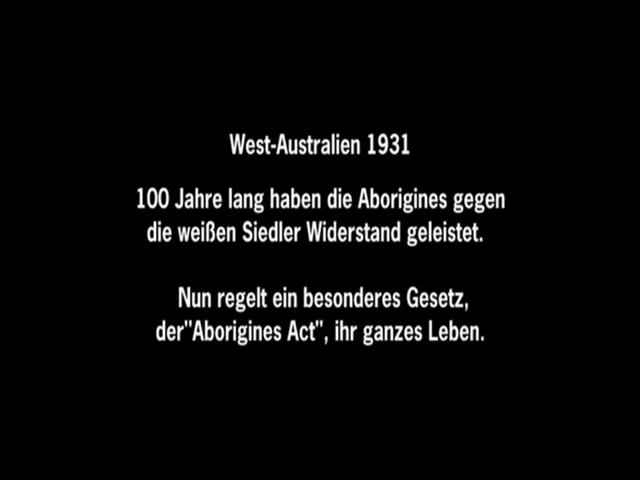 West-Australien 1931
100 Jahre lang haben die Aborigines gegen
die weißen Siedler Widerstand geleistet.
Nun regelt ein besonderes Gesetz,
der"Aborigines Act", ihr ganzes Leben.